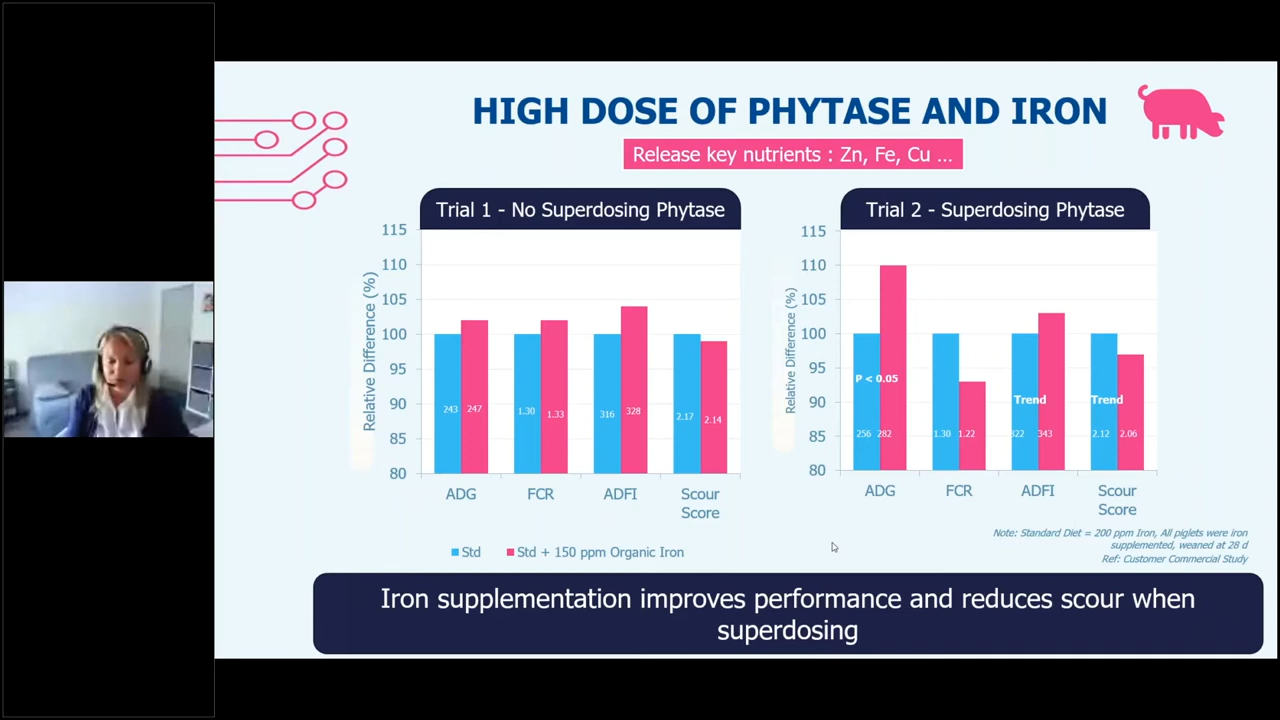 HIGH DOSE OF PHYTASE AND IRON
Release key nutrients : Zn, Fe, Cu ...
Trial 1 - No Superdosing Phytase
Relative Difference (%)
115
110
105
100
95
90
85
80
243 247
1.30 1.33
316 328
2.17 2.14
ADG FCR ADFI Scour
Score
Std Std + 150 ppm Organic Iron
Trial 2 - Superdosing Phytase
Relative Difference (%)
115
110
105
100
95
90
85
80
P < 0.05
Trend
Trend
256 282
1.30 1.22
322 343
2.12 2.06
ADG FCR ADFI Scour
Score
Note: Standard Diet = 200 ppm Iron, All piglets were iron
supplemented, weaned at 28 d
Ref: Customer Commercial Study
Iron supplementation improves performance and reduces scour when
superdosing